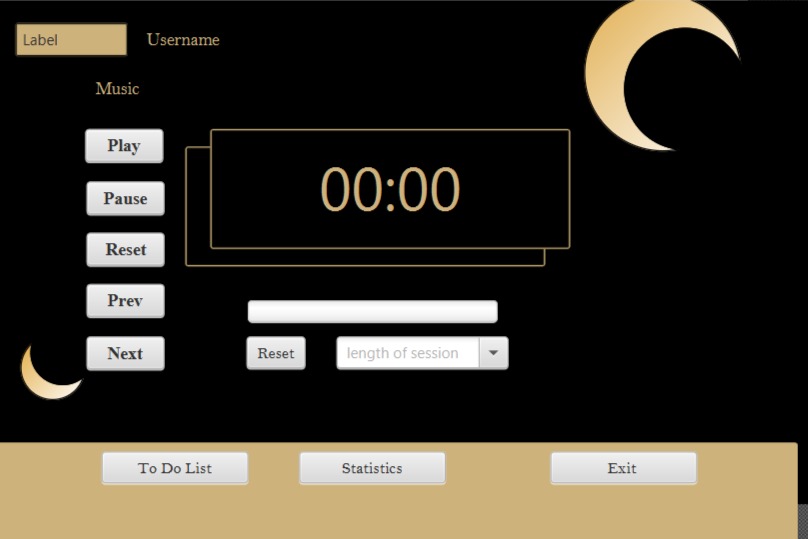 Label
Username
Music
Play
Pause
Reset
Prev
Next
00:00
Reset
length of session
To Do List
Statistics
Exit